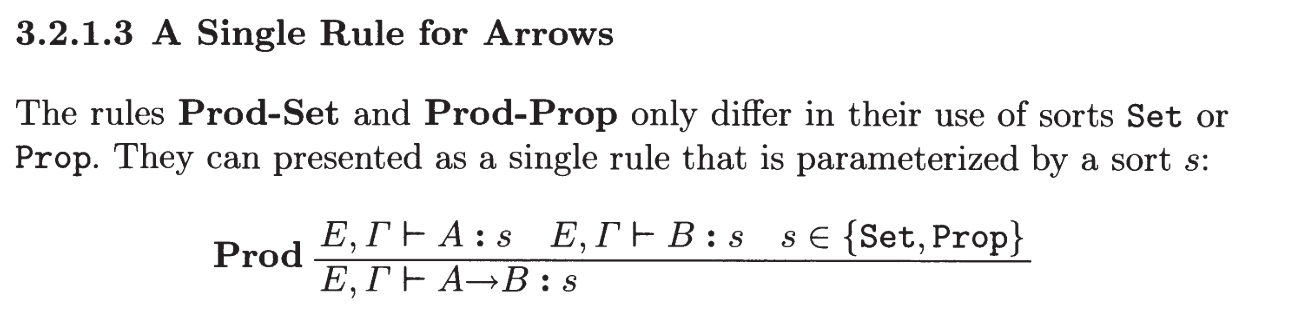 3.2.1.3 A Single Rule for Arrows
The rules Prod-Set and Prod-Prop only differ in their use of sorts Set or
Prop. They can presented as a single rule that is parameterized by a sort s:
E, Γ ⊢ A : s   E, Γ ⊢ B : s   s ∈ {Set, Prop}
Prod
E, Γ ⊢ A→B : s